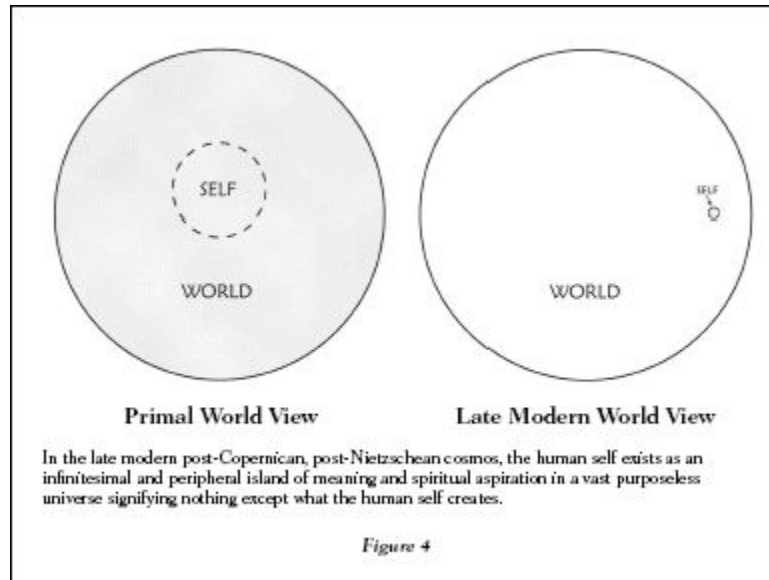 SELF
WORLD
SELF
WORLD
Primal World View
Late Modern World View
In the late modern post-Copernican, post-Nietzschean cosmos, the human self exists as an
infinitesimal and peripheral island of meaning and spiritual aspiration in a vast purposeless
universe signifying nothing except what the human self creates.
Figure 4